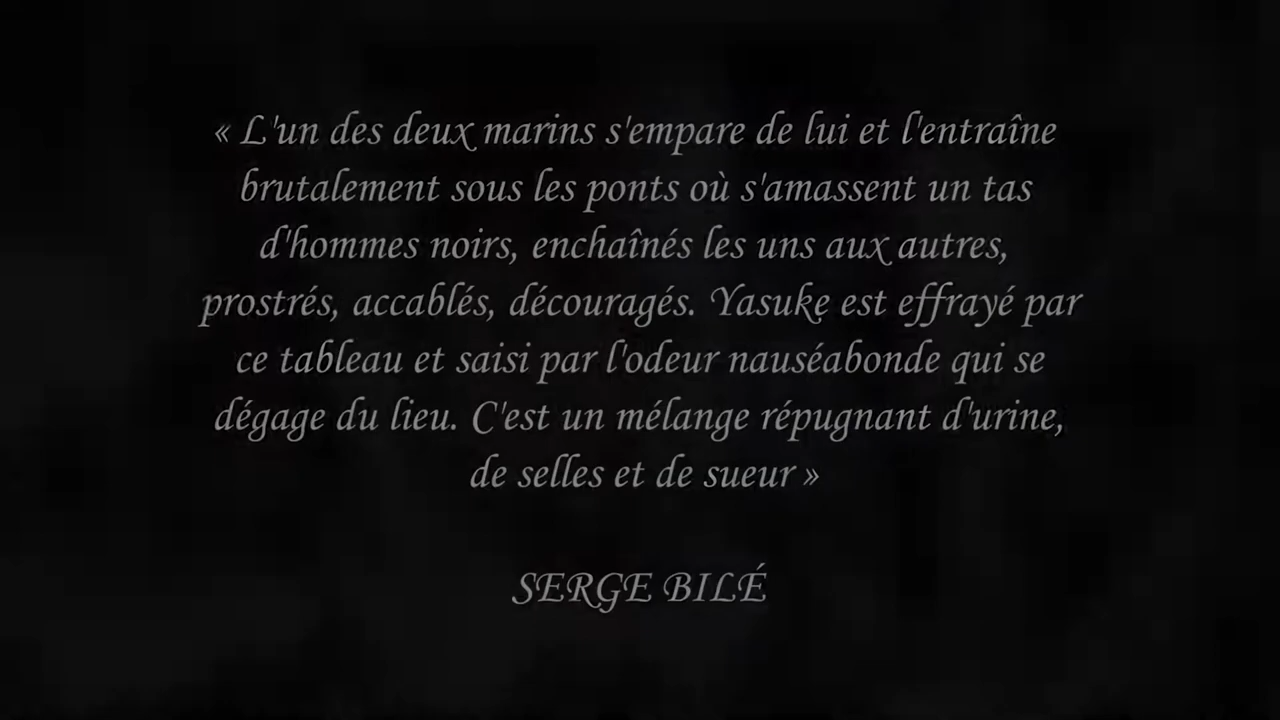 « L'un des deux marins s'empare de lui et l'entraîne
brutalement sous les ponts où s'amassent un tas
d'hommes noirs, enchaînés les uns aux autres,
prostrés, accablés, découragés. Yasuke est effrayé par
ce tableau et saisi par l'odeur nauséabonde qui se
dégage du lieu. C'est un mélange répugnant d'urine,
de selles et de sueur »
SERGE BILÉ